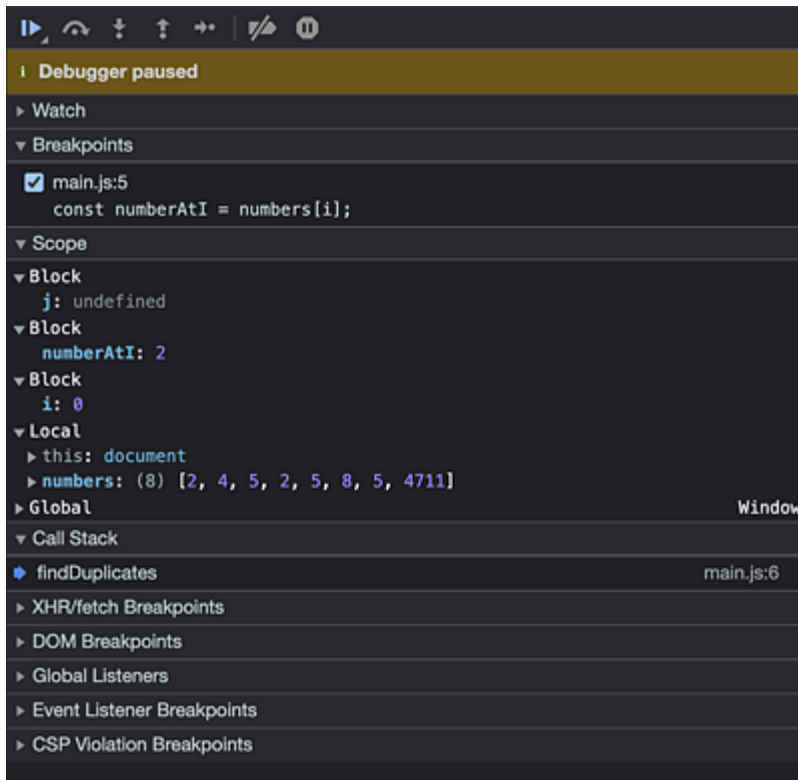 Debugger paused
Watch
Breakpoints
main.js:5
const numberAtI = numbers[i];
Scope
Block
j: undefined
Block
numberAtI: 2
Block
i: 0
Local
this: document
numbers: (8) [2, 4, 5, 2, 5, 8, 5, 4711]
Global Window
Call Stack
findDuplicates main.js:6
XHR/fetch Breakpoints
DOM Breakpoints
Global Listeners
Event Listener Breakpoints
CSP Violation Breakpoints